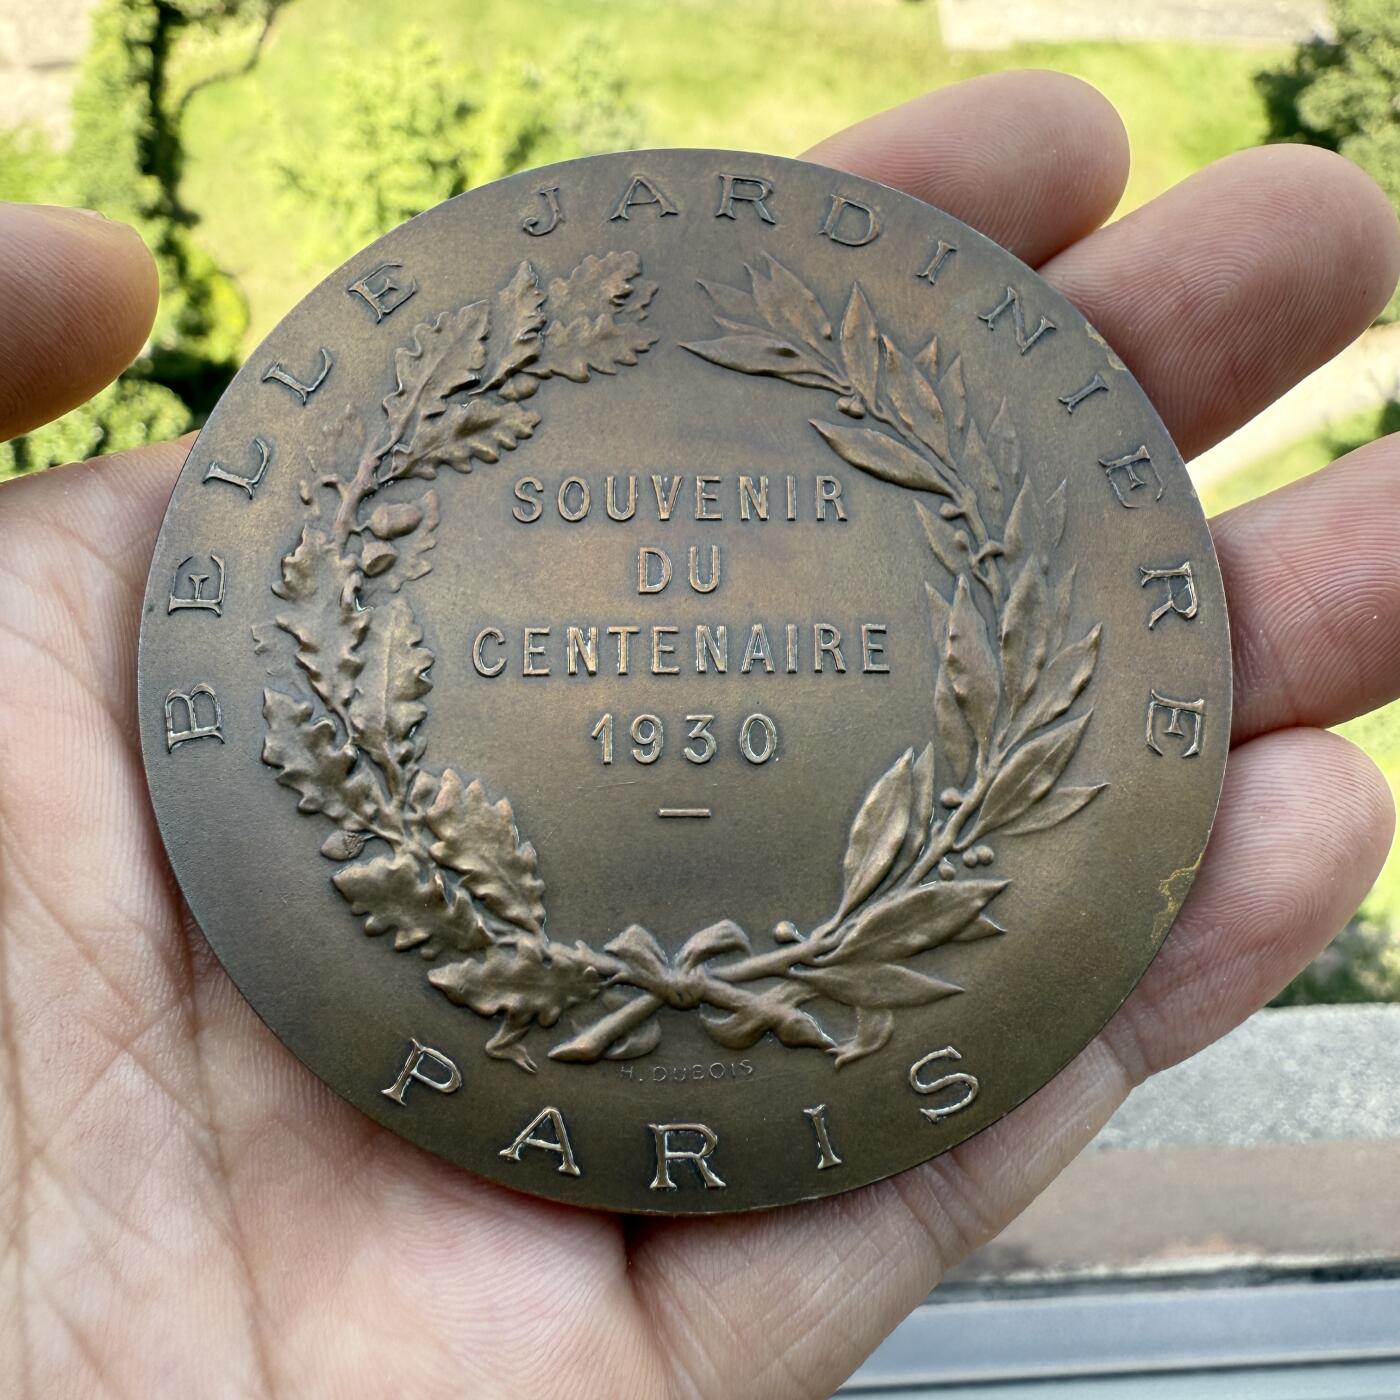 BELLE JARDINIERE
SOUVENIR
DU
CENTENAIRE
1930
H. DUBOIS
PARIS